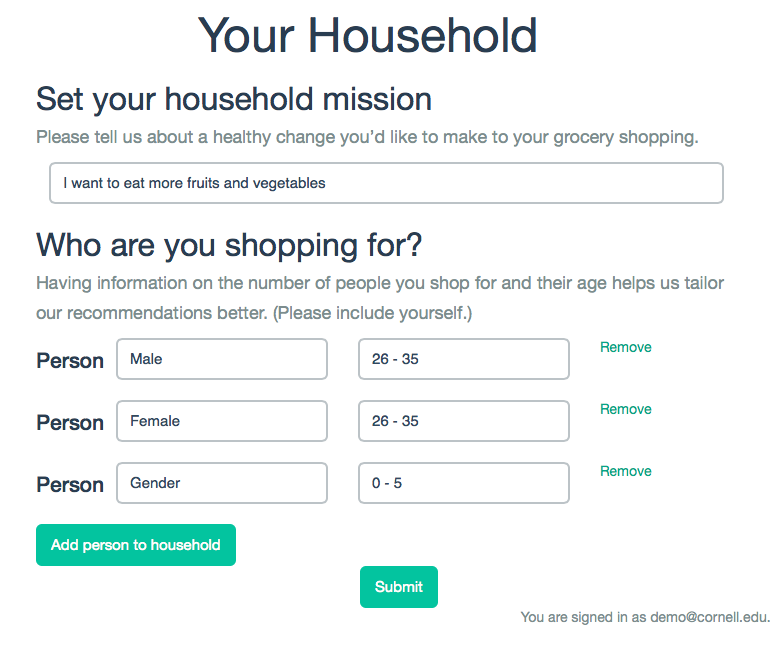 Your Household
Set your household mission
Please tell us about a healthy change you’d like to make to your grocery shopping.
I want to eat more fruits and vegetables
Who are you shopping for?
Having information on the number of people you shop for and their age helps us tailor
our recommendations better. (Please include yourself.)
Person Male 26 - 35 Remove
Person Female 26 - 35 Remove
Person Gender 0 - 5 Remove
Add person to household
Submit
You are signed in as demo@cornell.edu.